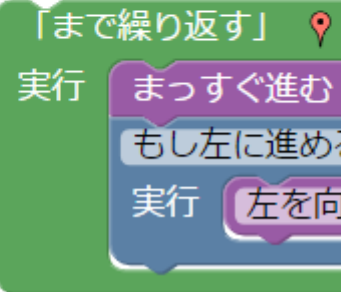 「まで繰り返す」
実行
まっすぐ進む
もし左に進め
実行
左を向